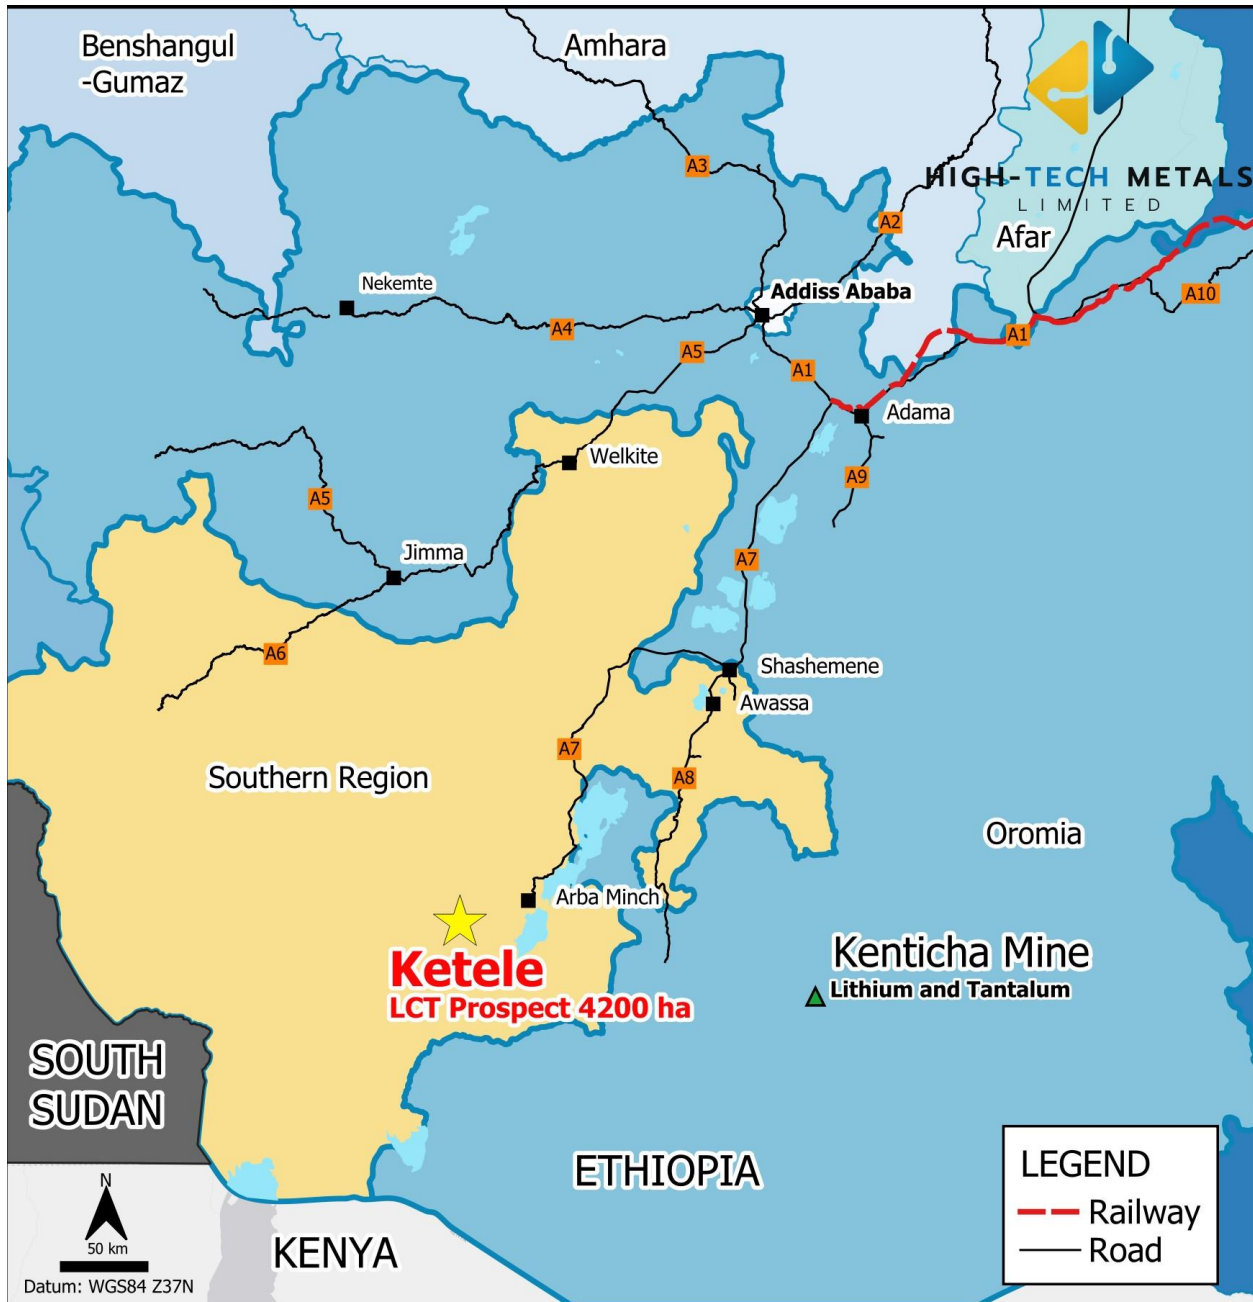 Benshangul
-Gumaz
Amhara
HIGH-TECH METALS
LIMITED
Afar
A3
A2
A10
A1
Nekemte
Addiss Ababa
A4
A5
A1
Adama
Welkite
A9
A5
Jimma
A7
A6
Shashemene
Awassa
A7
A8
Southern Region
Oromia
Arba Minch
Ketele
LCT Prospect 4200 ha
Kenticha Mine
Lithium and Tantalum
SOUTH
SUDAN
ETHIOPIA
KENYA
N
50 km
Datum: WGS84 Z37N
LEGEND
Railway
Road